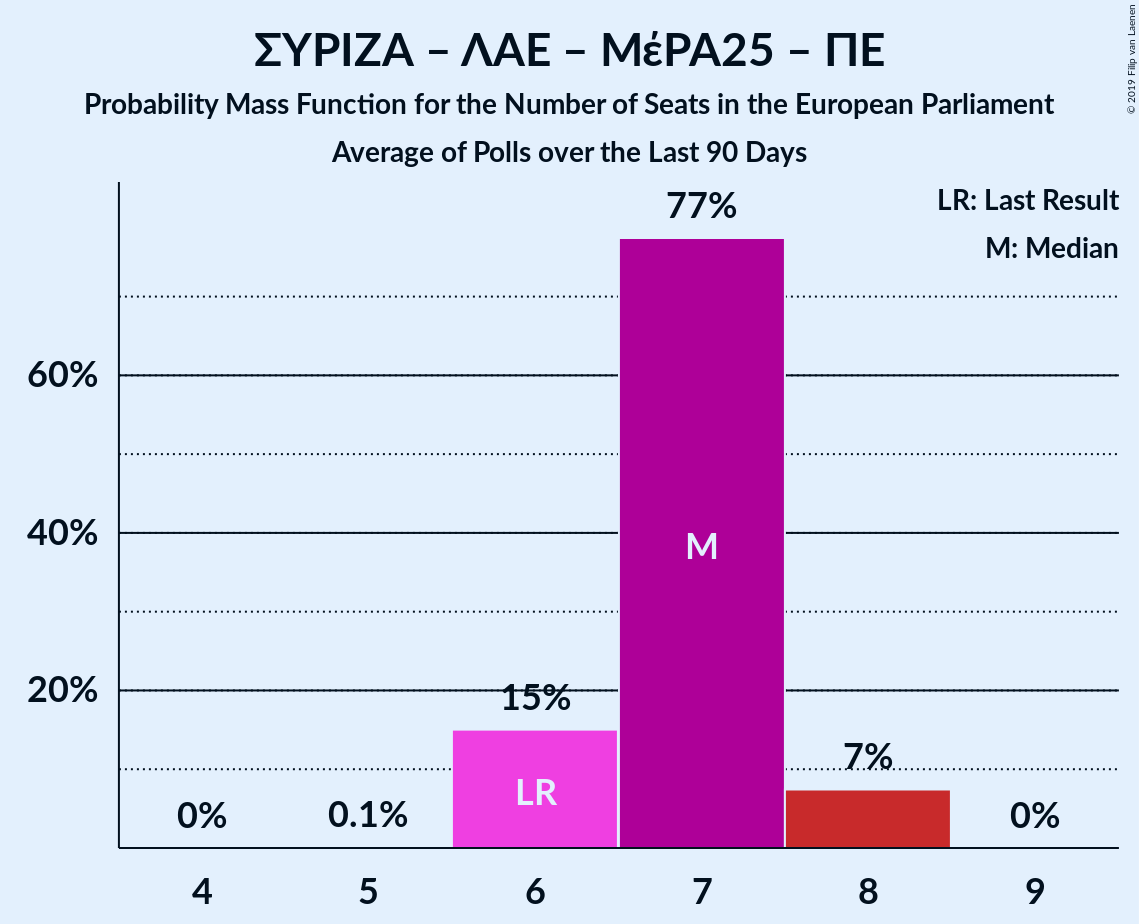 ΣΥΡΙΖΑ – ΛΑΕ – ΜέΡΑ25 – ΠΕ
Probability Mass Function for the Number of Seats in the European Parliament
Average of Polls over the Last 90 Days
© 2019 Filip van Laenen
LR: Last Result
M: Median
77%
60%
40%
20%
M
15%
LR
7%
0%
0.1%
0%
4
5
6
7
8
9